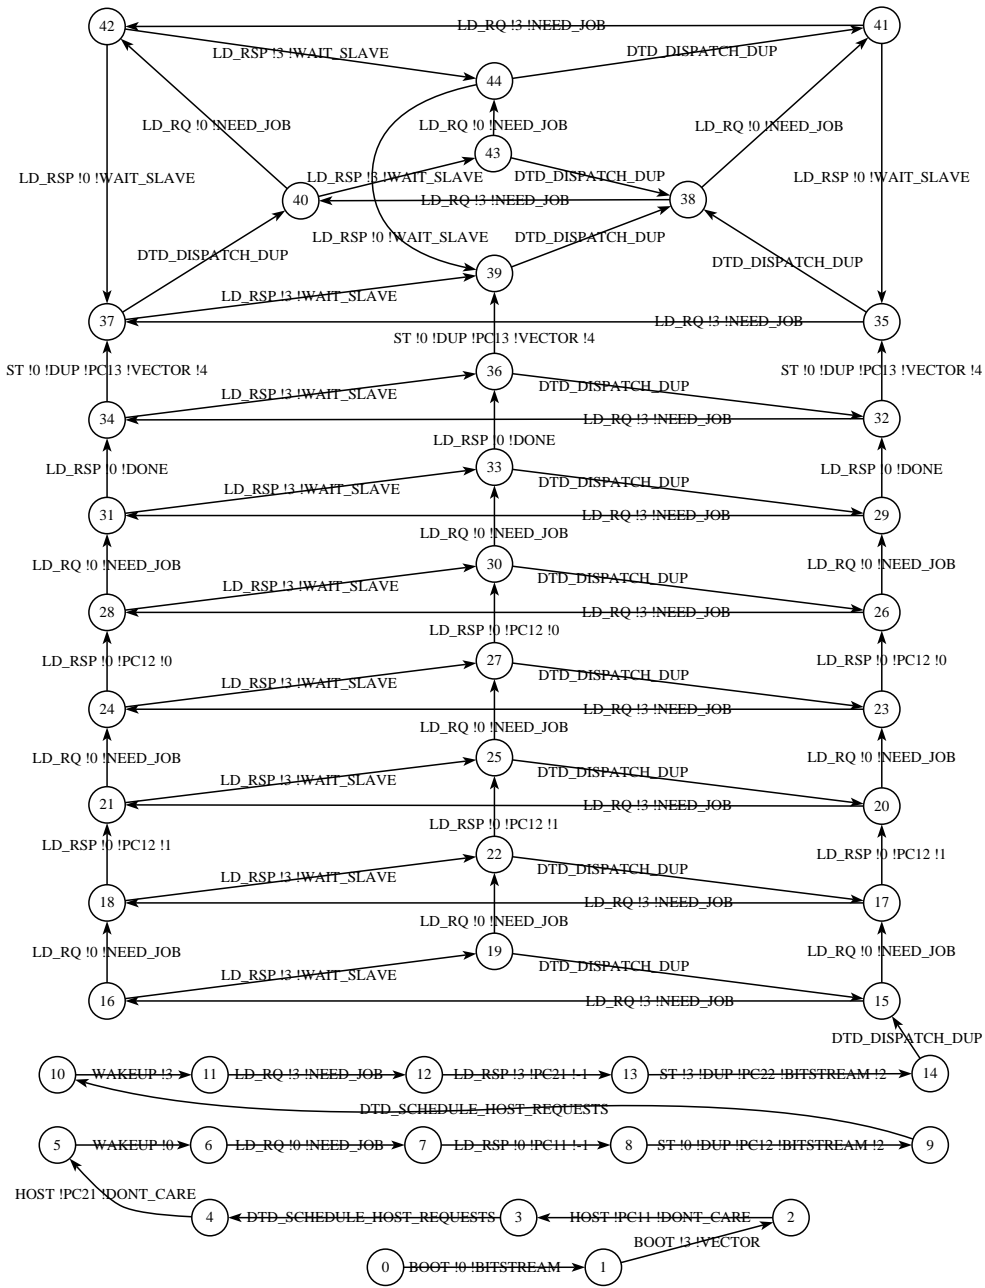 42 LD_RQ !3 !NEED_JOB 41
LD_RSP !3 !WAIT_SLAVE DTD_DISPATCH_DUP
44
LD_RQ !0 !NEED_JOB LD_RQ !0 !NEED_JOB LD_RQ !0 !NEED_JOB
43
LD_RSP !0 !WAIT_SLAVE LD_RSP !3 !WAIT_SLAVE DTD_DISPATCH_DUP LD_RSP !0 !WAIT_SLAVE
40 LD_RQ !3 !NEED_JOB 38
LD_RSP !0 !WAIT_SLAVE DTD_DISPATCH_DUP
DTD_DISPATCH_DUP DTD_DISPATCH_DUP
39
LD_RSP !3 !WAIT_SLAVE
37 LD_RQ !3 !NEED_JOB 35
ST !0 !DUP !PC13 !VECTOR !4
ST !0 !DUP !PC13 !VECTOR !4 36 ST !0 !DUP !PC13 !VECTOR !4
LD_RSP !3 !WAIT_SLAVE DTD_DISPATCH_DUP
34 LD_RQ !3 !NEED_JOB 32
LD_RSP !0 !DONE
LD_RSP !0 !DONE 33 LD_RSP !0 !DONE
LD_RSP !3 !WAIT_SLAVE DTD_DISPATCH_DUP
31 LD_RQ !3 !NEED_JOB 29
LD_RQ !0 !NEED_JOB
LD_RQ !0 !NEED_JOB 30 LD_RQ !0 !NEED_JOB
LD_RSP !3 !WAIT_SLAVE DTD_DISPATCH_DUP
28 LD_RQ !3 !NEED_JOB 26
LD_RSP !0 !PC12 !0
LD_RSP !0 !PC12 !0 27 LD_RSP !0 !PC12 !0
LD_RSP !3 !WAIT_SLAVE DTD_DISPATCH_DUP
24 LD_RQ !3 !NEED_JOB 23
LD_RQ !0 !NEED_JOB
LD_RQ !0 !NEED_JOB 25 LD_RQ !0 !NEED_JOB
LD_RSP !3 !WAIT_SLAVE DTD_DISPATCH_DUP
21 LD_RQ !3 !NEED_JOB 20
LD_RSP !0 !PC12 !1
LD_RSP !0 !PC12 !1 22 LD_RSP !0 !PC12 !1
LD_RSP !3 !WAIT_SLAVE DTD_DISPATCH_DUP
18 LD_RQ !3 !NEED_JOB 17
LD_RQ !0 !NEED_JOB
LD_RQ !0 !NEED_JOB 19 LD_RQ !0 !NEED_JOB
LD_RSP !3 !WAIT_SLAVE DTD_DISPATCH_DUP
16 LD_RQ !3 !NEED_JOB 15
DTD_DISPATCH_DUP
10 WAKEUP !3 11 LD_RQ !3 !NEED_JOB 12 LD_RSP !3 !PC21 !-1 13 ST !3 !DUP !PC22 !BITSTREAM !2 14
DTD_SCHEDULE_HOST_REQUESTS
5 WAKEUP !0 6 LD_RQ !0 !NEED_JOB 7 LD_RSP !0 !PC11 !-1 8 ST !0 !DUP !PC12 !BITSTREAM !2 9
HOST !PC21 !DONT_CARE
4 DTD_SCHEDULE_HOST_REQUESTS 3 HOST !PC11 !DONT_CARE 2
BOOT !3 !VECTOR
0 BOOT !0 !BITSTREAM 1